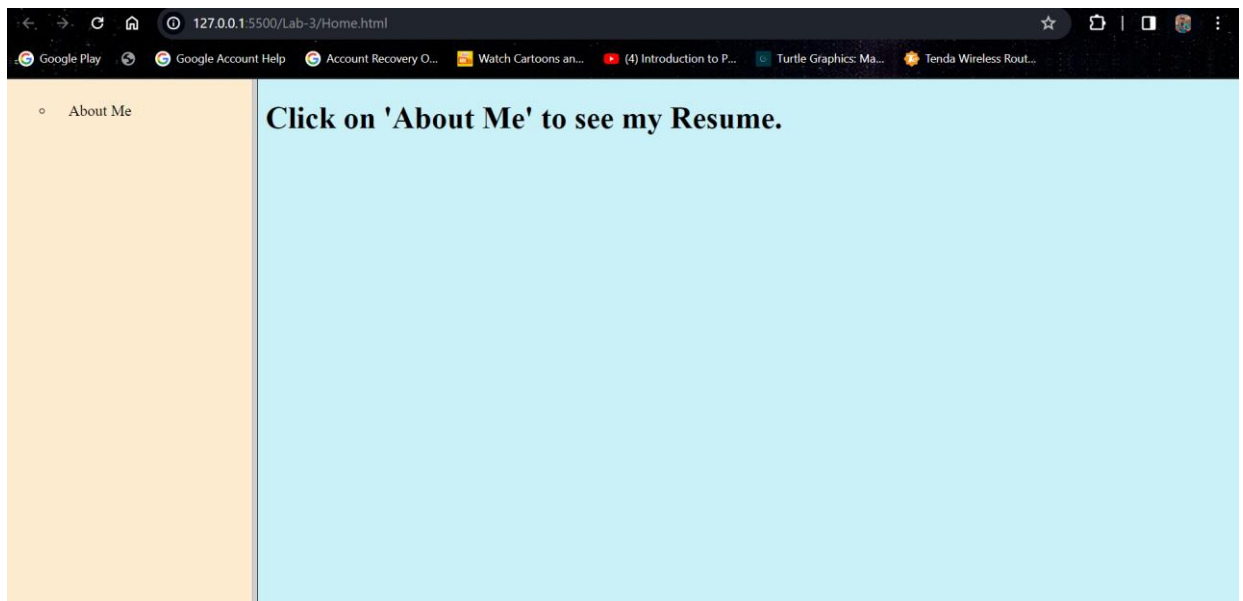 127.0.0.1:5500/Lab-3/Home.html
Google Play Google Account Help Account Recovery O... Watch Cartoons an... (4) Introduction to P... Turtle Graphics: Ma... Tenda Wireless Rout...
About Me
Click on 'About Me' to see my Resume.